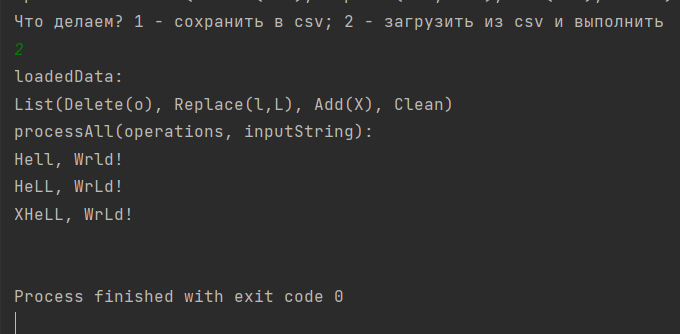 Что делаем? 1 - сохранить в csv; 2 - загрузить из csv и выполнить
2
loadedData:
List(Delete(o), Replace(l,L), Add(X), Clean)
processAll(operations, inputString):
Hell, Wrld!
HeLL, WrLd!
XHeLL, WrLd!
Process finished with exit code 0